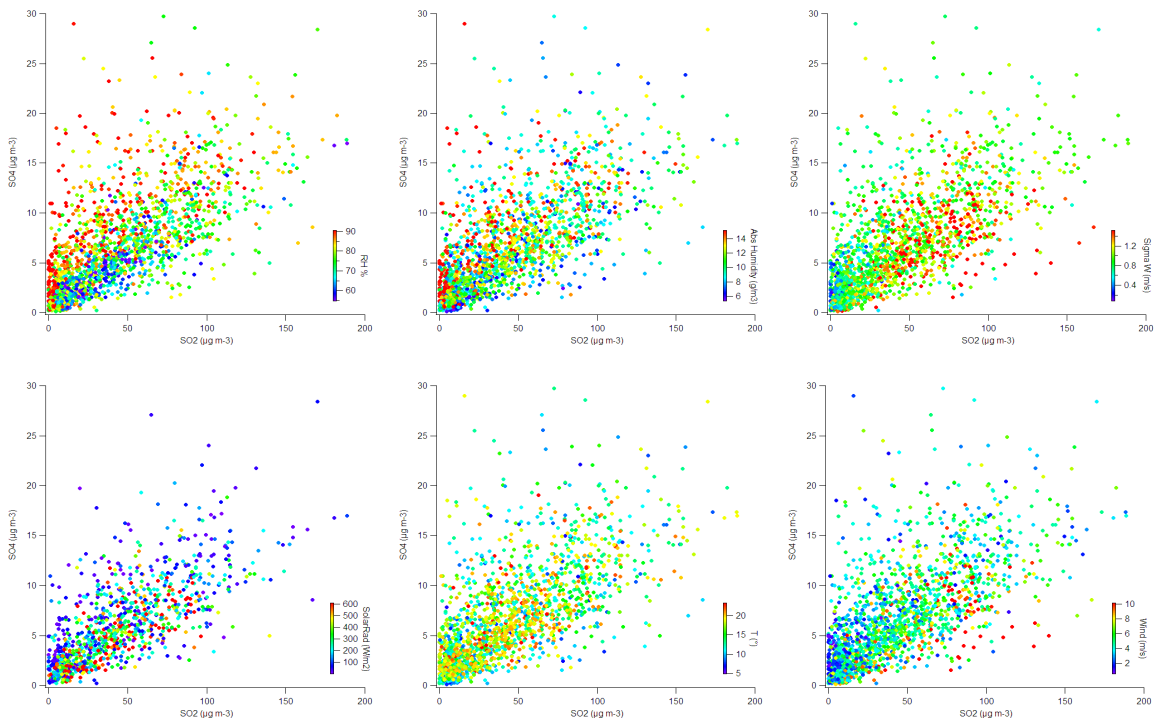 30
25
20
15
10
5
0
SO4 (µg m-3)
0 50 100 150 200
SO2 (µg m-3)
90
80
70
60
RH %
30
25
20
15
10
5
0
SO4 (µg m-3)
0 50 100 150 200
SO2 (µg m-3)
14
12
10
8
6
Abs Humidity (g/m3)
30
25
20
15
10
5
0
SO4 (µg m-3)
0 50 100 150 200
SO2 (µg m-3)
1.2
0.8
0.4
Sigma W (m/s)
30
25
20
15
10
5
0
SO4 (µg m-3)
0 50 100 150 200
SO2 (µg m-3)
600
500
400
300
200
100
SolarRad (W/m2)
30
25
20
15
10
5
0
SO4 (µg m-3)
0 50 100 150 200
SO2 (µg m-3)
20
15
10
5
T (°)
30
25
20
15
10
5
0
SO4 (µg m-3)
0 50 100 150 200
SO2 (µg m-3)
10
8
6
4
2
Wind (m/s)